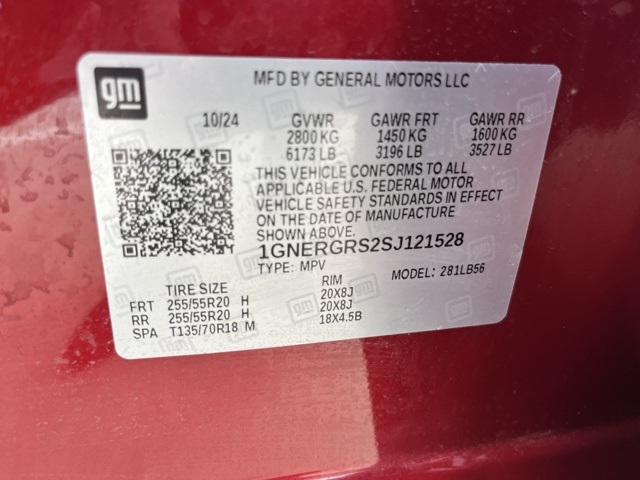 gm
MFD BY GENERAL MOTORS LLC
10/24 GVWR GAWR FRT GAWR RR
2800 KG 1450 KG 1600 KG
6173 LB 3196 LB 3527 LB
THIS VEHICLE CONFORMS TO ALL
APPLICABLE U.S. FEDERAL MOTOR
VEHICLE SAFETY STANDARDS IN EFFECT
ON THE DATE OF MANUFACTURE
SHOWN ABOVE.
1GNERGRS2SJ121528
TYPE: MPV MODEL: 281LB56
TIRE SIZE RIM
FRT 255/55R20 H 20X8J
RR 255/55R20 H 20X8J
SPA T135/70R18 M 18X4.5B